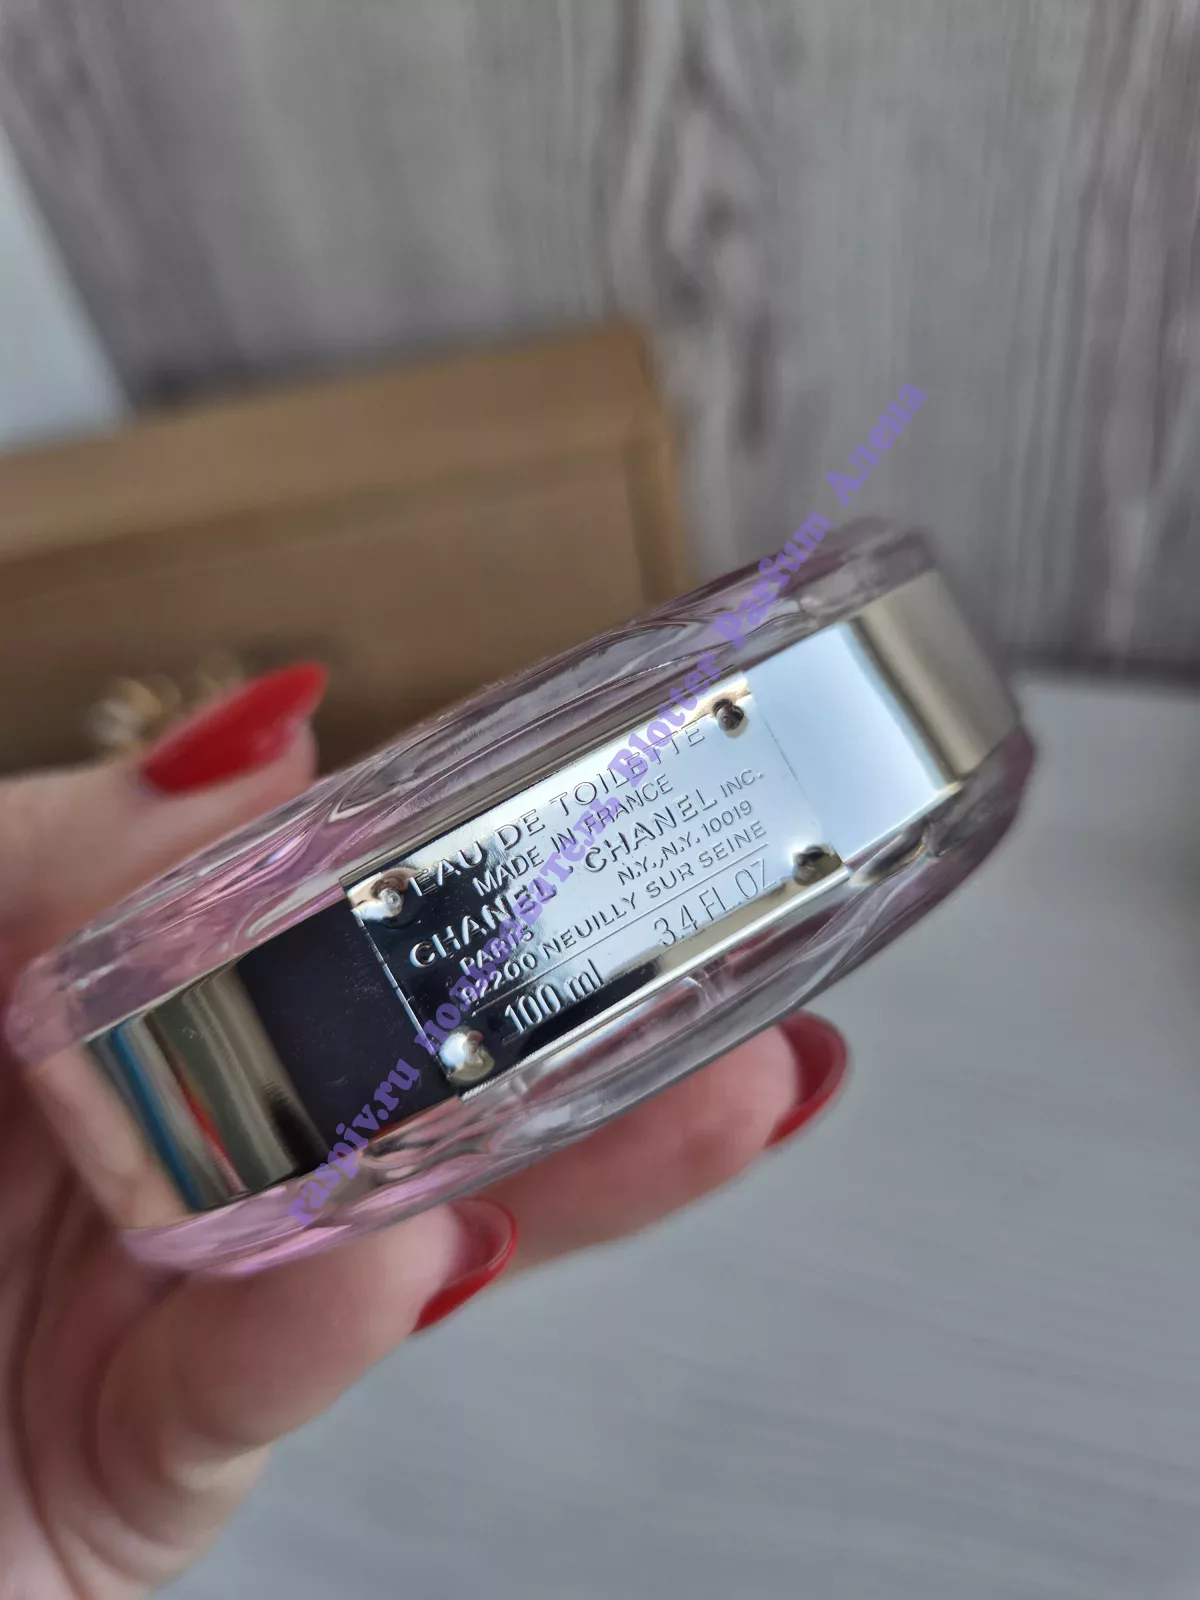 EAU DE TOILETTE
MADE IN FRANCE
CHANEL CHANEL INC.
PARIS N.Y., N.Y. 10019
92200 NEUILLY SUR SEINE
100 ml 3.4 FL.OZ.
raspiv.ru пользователь Blotter Parfum Алена